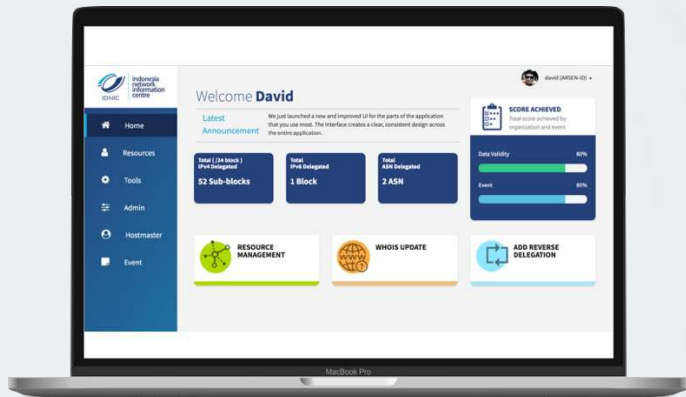 indonesia
network
information
centre
IDNIC
Home
Resources
Tools
Admin
Hostmaster
Event
david (ARSEN-ID)
Welcome David
Latest
Announcement
We just launched a new and improved UI for the parts of the application
that you use most. The interface creates a clear, consistent design across
the entire application.
Total (./24 block )
IPv4 Delegated
52 Sub-blocks
Total
IPv6 Delegated
1 Block
Total
ASN Delegated
2 ASN
SCORE ACHIEVED
Total score achieved by
organization and event
Data Validity 80%
Event 80%
RESOURCE
MANAGEMENT
WWW
?
WHOIS UPDATE
ADD REVERSE
DELEGATION
MacBook Pro